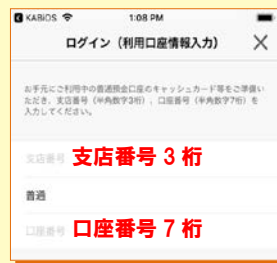 KABIOS 1:08 PM
ログイン（利用口座情報入力）
お手元にご利用中の普通預金口座のキャッシュカード等をご準備い
ただき、支店番号（半角数字3桁）、口座番号（半角数字7桁）を
入力してください。
支店番号 支店番号 3 桁
普通
口座番号 口座番号 7 桁